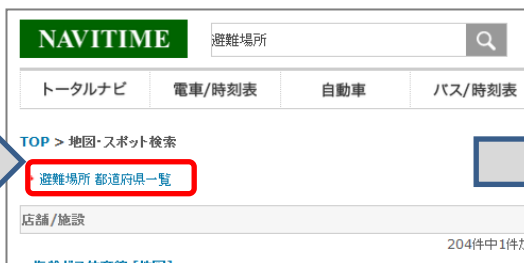 NAVITIME 避難場所
トータルナビ 電車/時刻表 自動車 バス/時刻表
TOP > 地図・スポット検索
避難場所 都道府県一覧
店舗/施設
204件中1件